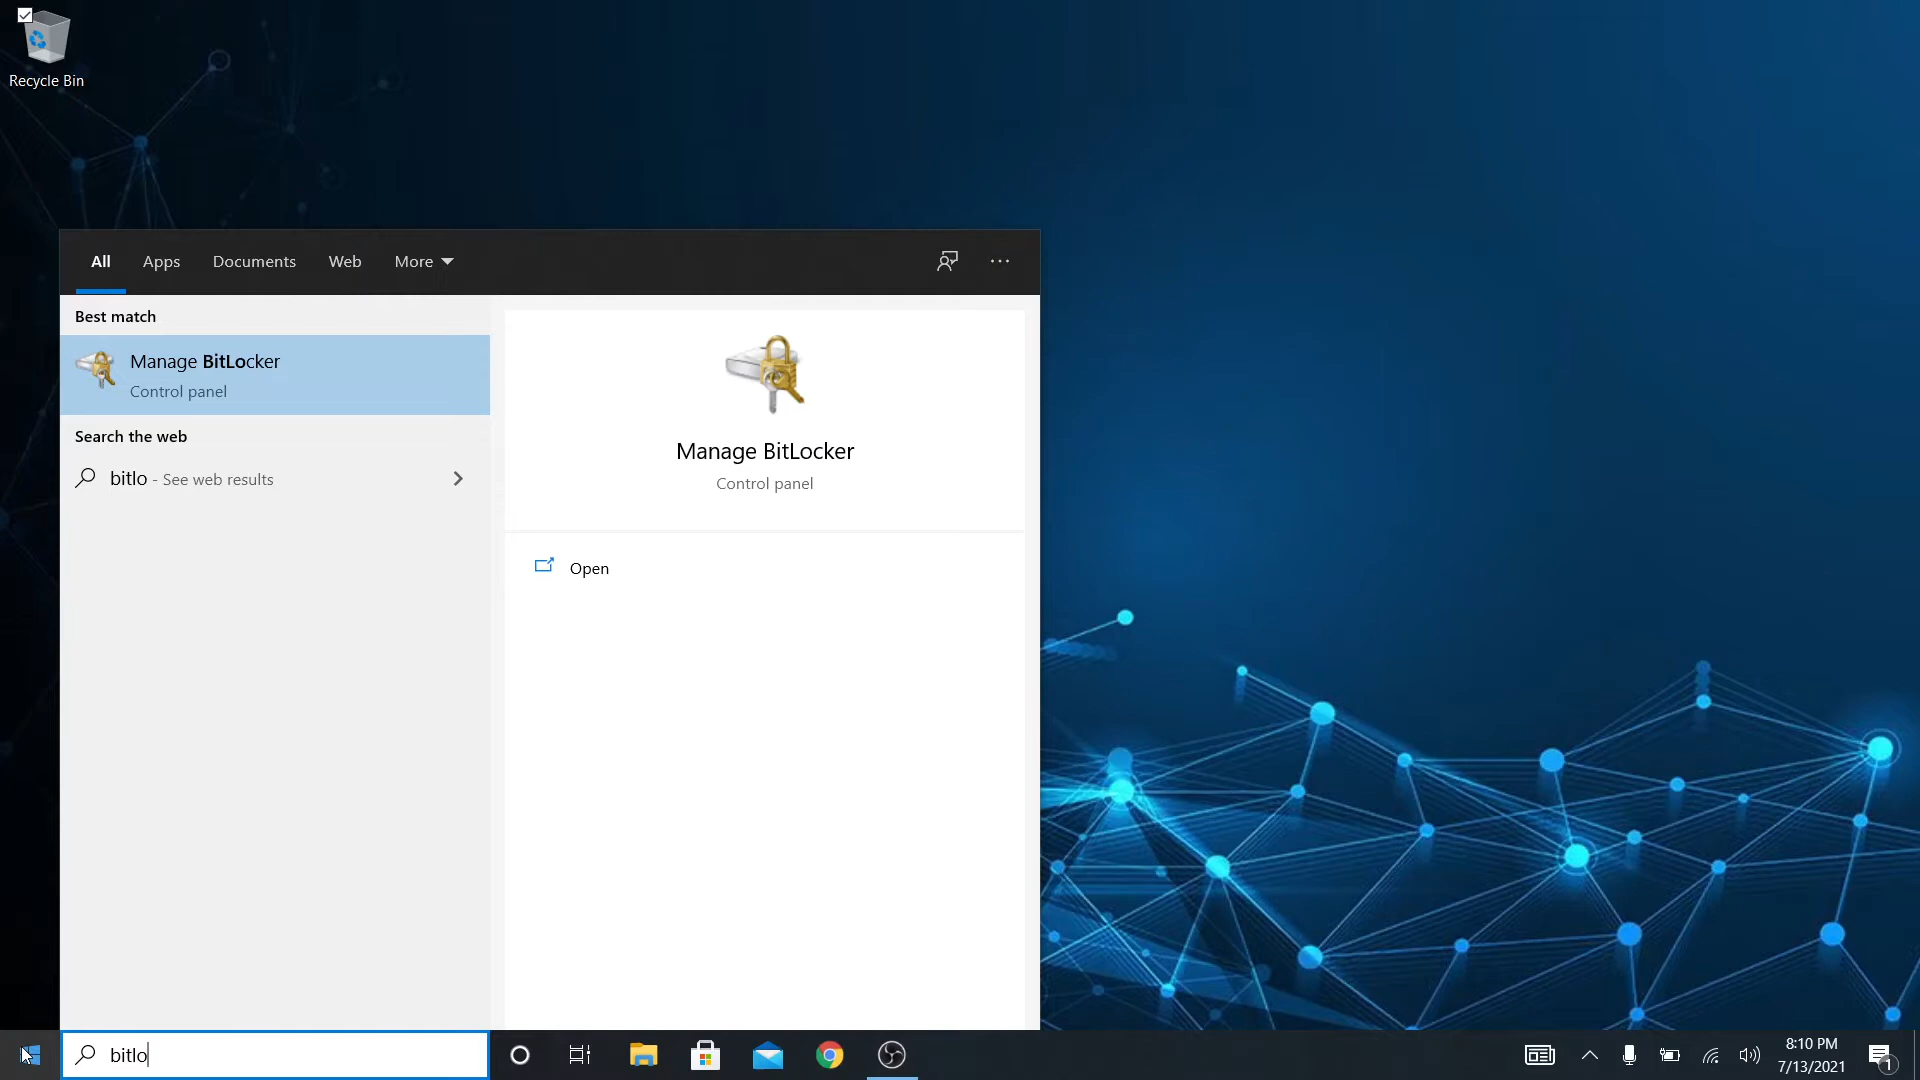 Recycle Bin
All Apps Documents Web More
Best match
Manage BitLocker
Control panel
Search the web
bitlo - See web results
Manage BitLocker
Control panel
Open
bitlo
8:10 PM
7/13/2021
1